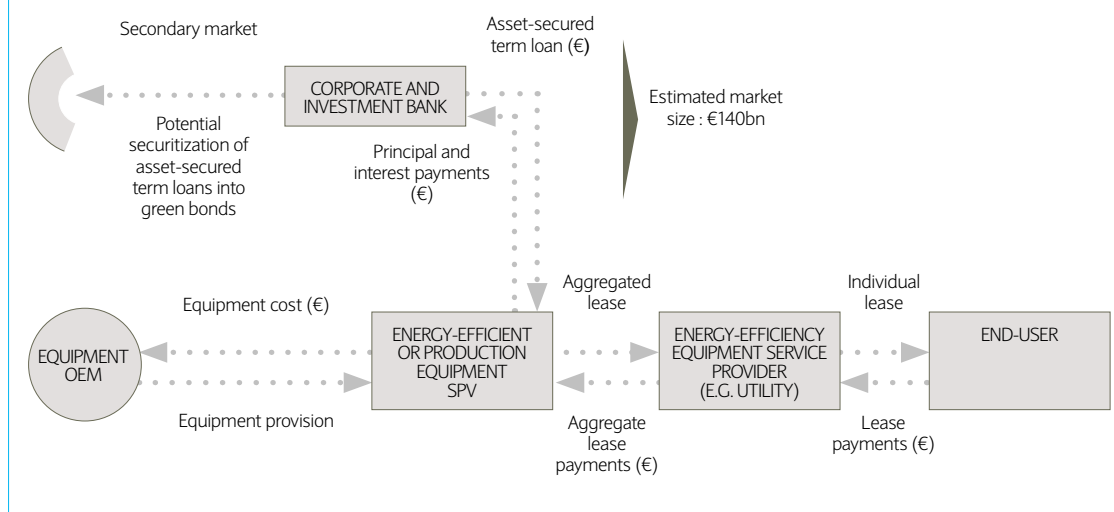 Secondary market
Asset-secured
term loan (€)
CORPORATE AND
INVESTMENT BANK
Estimated market
size : €140bn
Potential
securitization of
asset-secured
term loans into
green bonds
Principal and
interest payments
(€)
Equipment cost (€)
Aggregated
lease
Individual
lease
EQUIPMENT
OEM
ENERGY-EFFICIENT
OR PRODUCTION
EQUIPMENT
SPV
ENERGY-EFFICIENCY
EQUIPMENT SERVICE
PROVIDER
(E.G. UTILITY)
END-USER
Equipment provision
Aggregate
lease
payments (€)
Lease
payments (€)